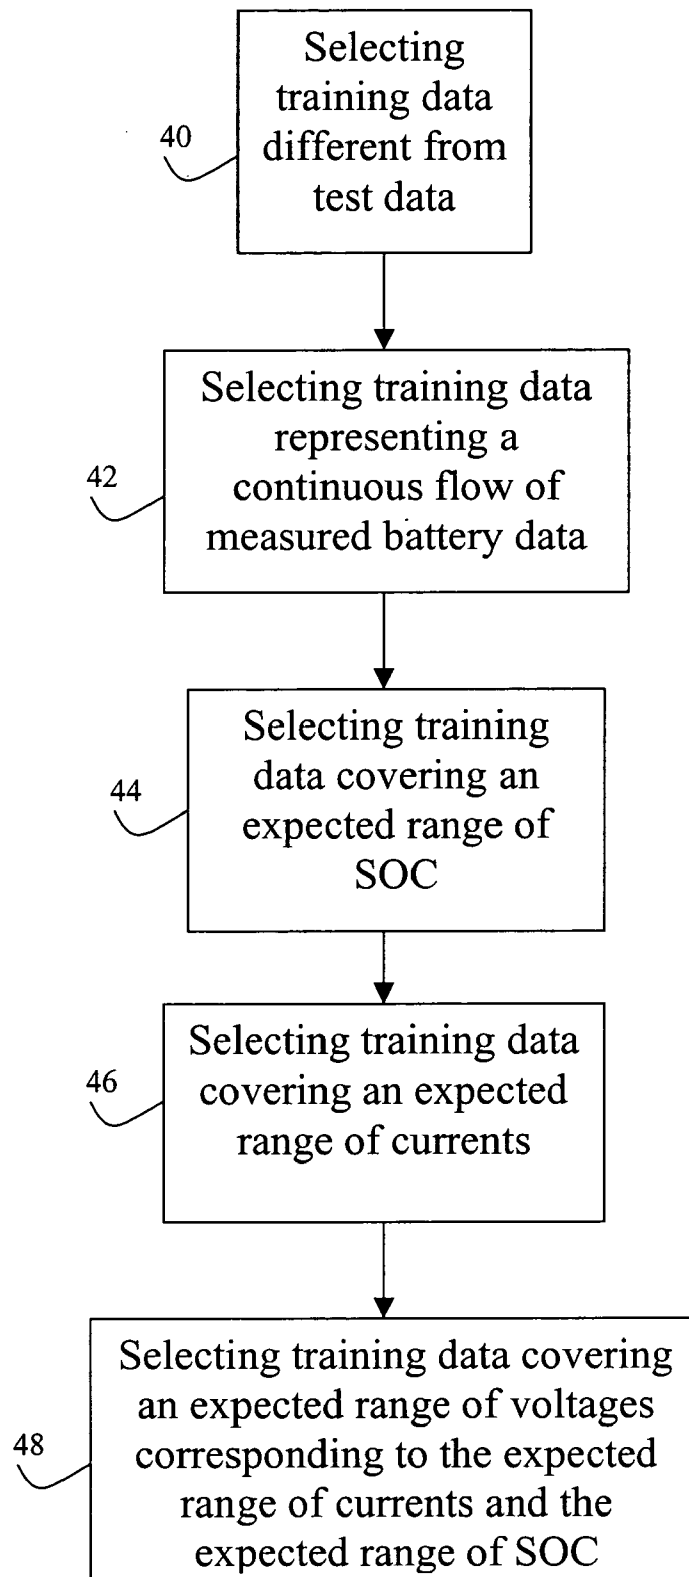 Selecting
training data
different from
test data
40
Selecting training data
representing a
continuous flow of
measured battery data
42
Selecting training
data covering an
expected range of
SOC
44
Selecting training data
covering an expected
range of currents
46
Selecting training data covering
an expected range of voltages
corresponding to the expected
range of currents and the
expected range of SOC
48